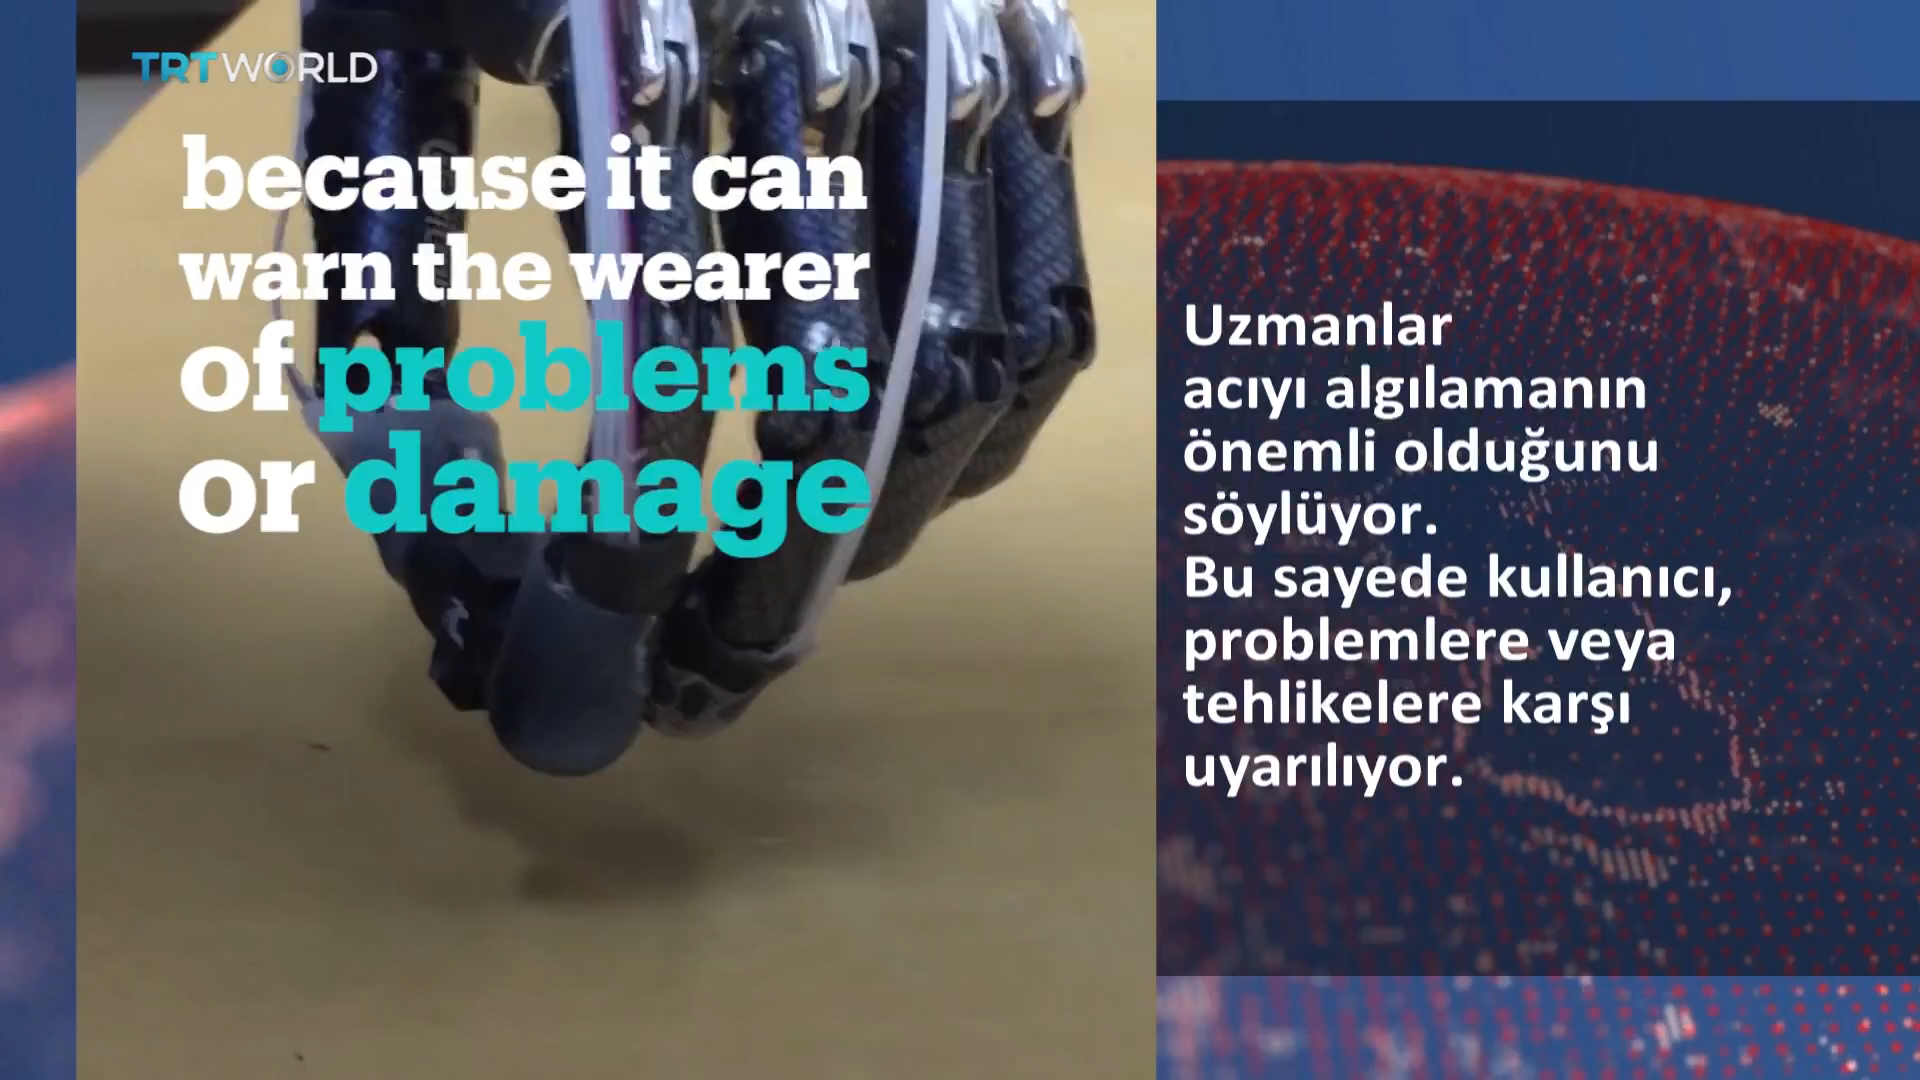 TRT WORLD
because it can
warn the wearer
of problems
or damage
Uzmanlar
acıyı algılamanın
önemli olduğunu
söylüyor.
Bu sayede kullanıcı,
problemlere veya
tehlikelere karşı
uyarılıyor.